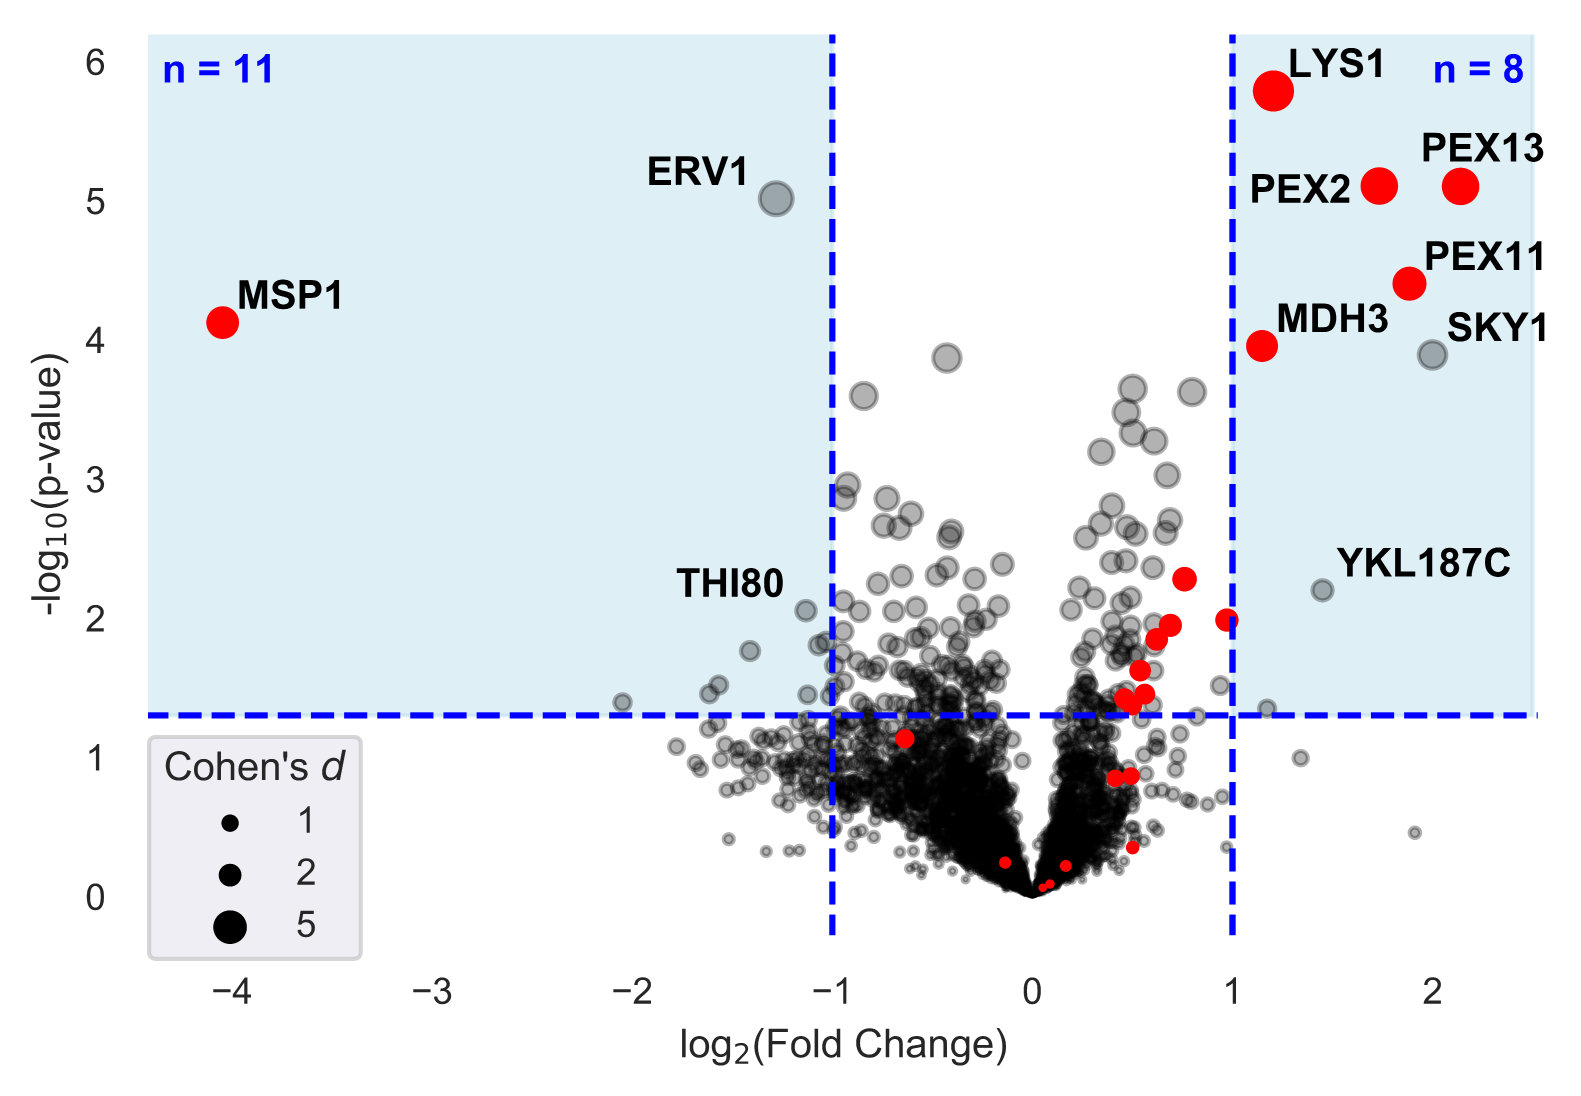 6
n = 11
LYS1
n = 8
ERV1
PEX13
5
PEX2
PEX11
MSP1
MDH3
SKY1
4
3
THI80
YKL187C
2
1
0
-log10(p-value)
Cohen's d
1
2
5
−4
−3
−2
−1
0
1
2
log2(Fold Change)